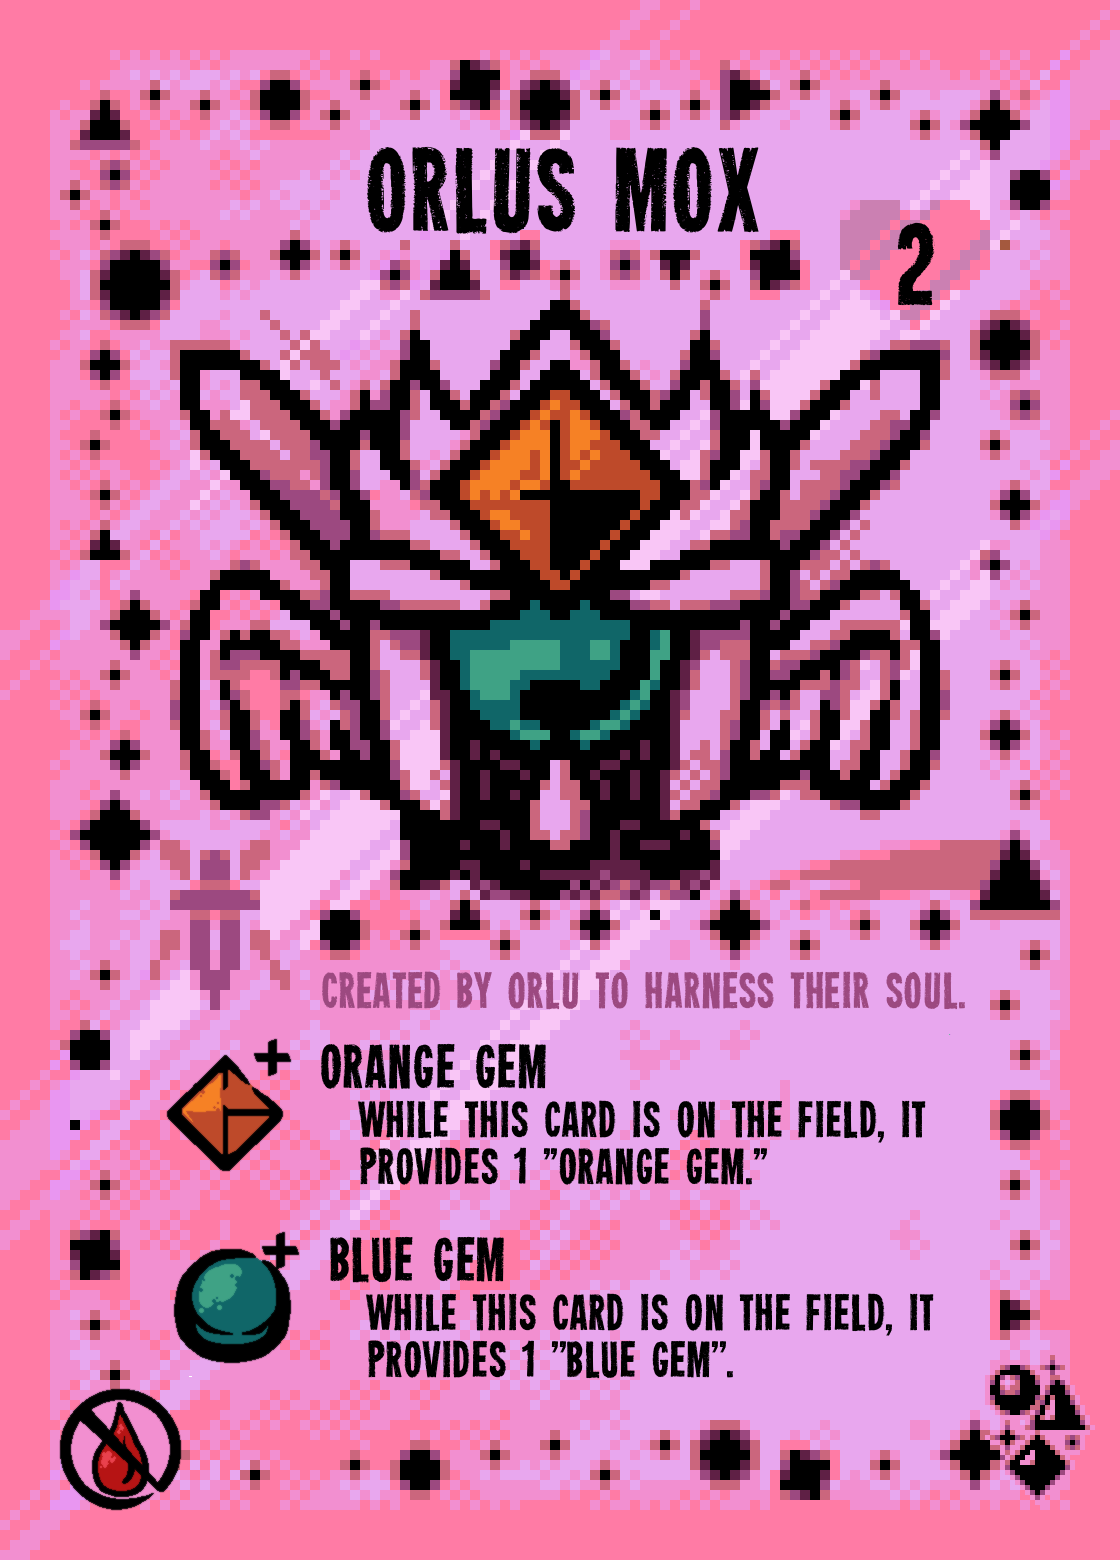 ORLUS MOX
2
CREATED BY ORLU TO HARNESS THEIR SOUL.
ORANGE GEM
WHILE THIS CARD IS ON THE FIELD, IT
PROVIDES 1 "ORANGE GEM."
BLUE GEM
WHILE THIS CARD IS ON THE FIELD, IT
PROVIDES 1 "BLUE GEM".